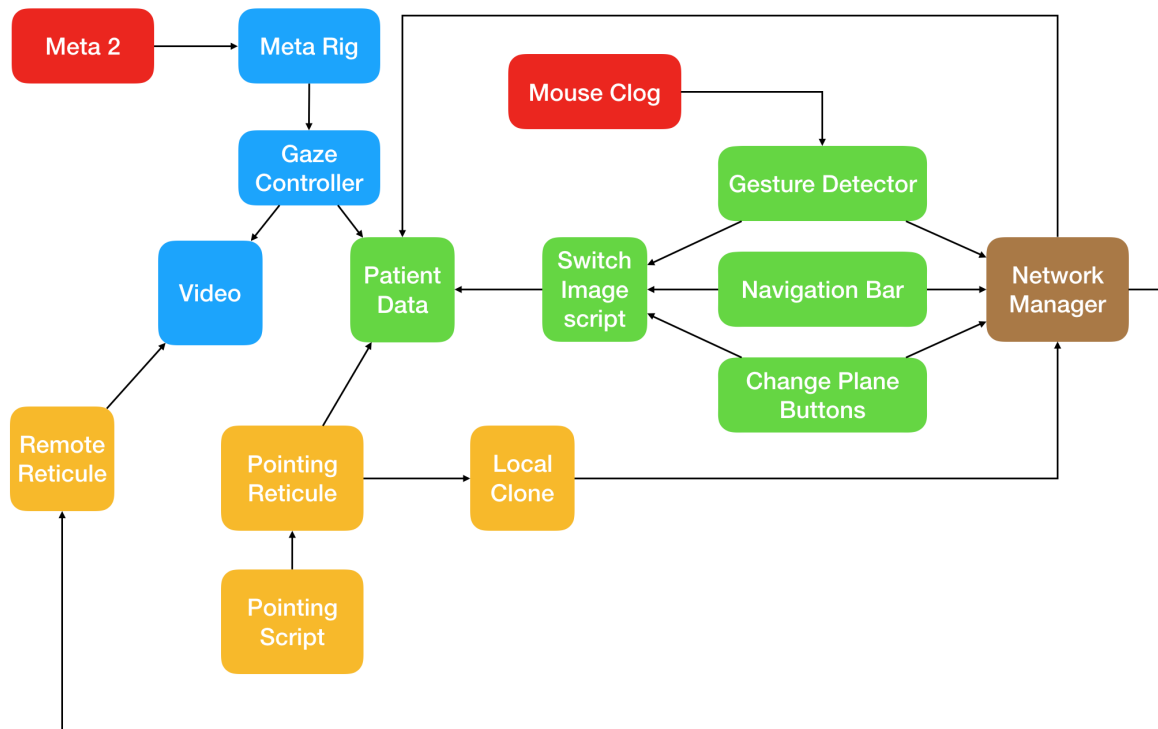 Meta 2
Meta Rig
Mouse Clog
Gaze
Controller
Gesture Detector
Video
Patient
Data
Switch
Image
script
Navigation Bar
Network
Manager
Change Plane
Buttons
Remote
Reticule
Pointing
Reticule
Local
Clone
Pointing
Script